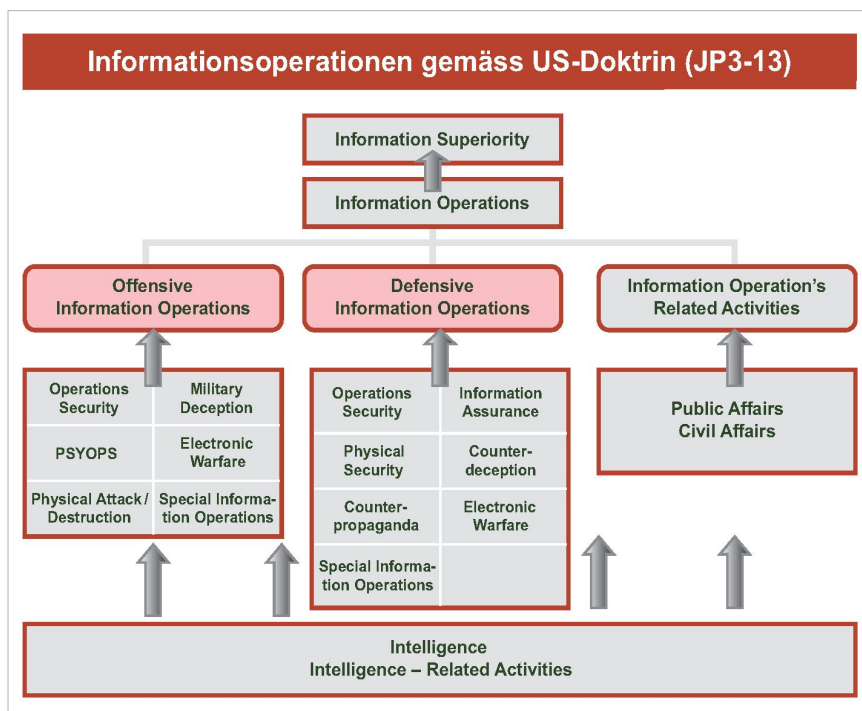 Informationsoperationen gemäss US-Doktrin (JP3-13)
Information Superiority
Information Operations
Offensive
Information Operations
Defensive
Information Operations
Information Operation's
Related Activities
Operations
Security
Military
Deception
PSYOPS
Electronic
Warfare
Physical Attack/
Destruction
Special Informa-
tion Operations
Operations
Security
Information
Assurance
Physical
Security
Counter-
deception
Counter-
propaganda
Electronic
Warfare
Special Informa-
tion Operations
Public Affairs
Civil Affairs
Intelligence
Intelligence – Related Activities